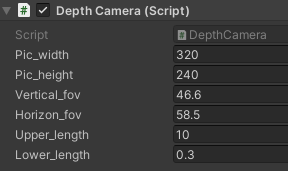 Depth Camera (Script)
Script DepthCamera
Pic_width 320
Pic_height 240
Vertical_fov 46.6
Horizon_fov 58.5
Upper_length 10
Lower_length 0.3